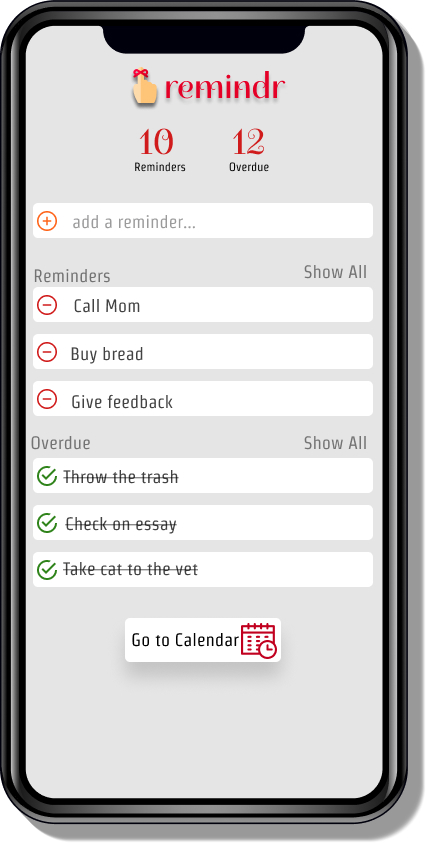 remindr
10 12
Reminders Overdue
add a reminder...
Reminders Show All
Call Mom
Buy bread
Give feedback
Overdue Show All
Throw the trash
Check on essay
Take cat to the vet
Go to Calendar